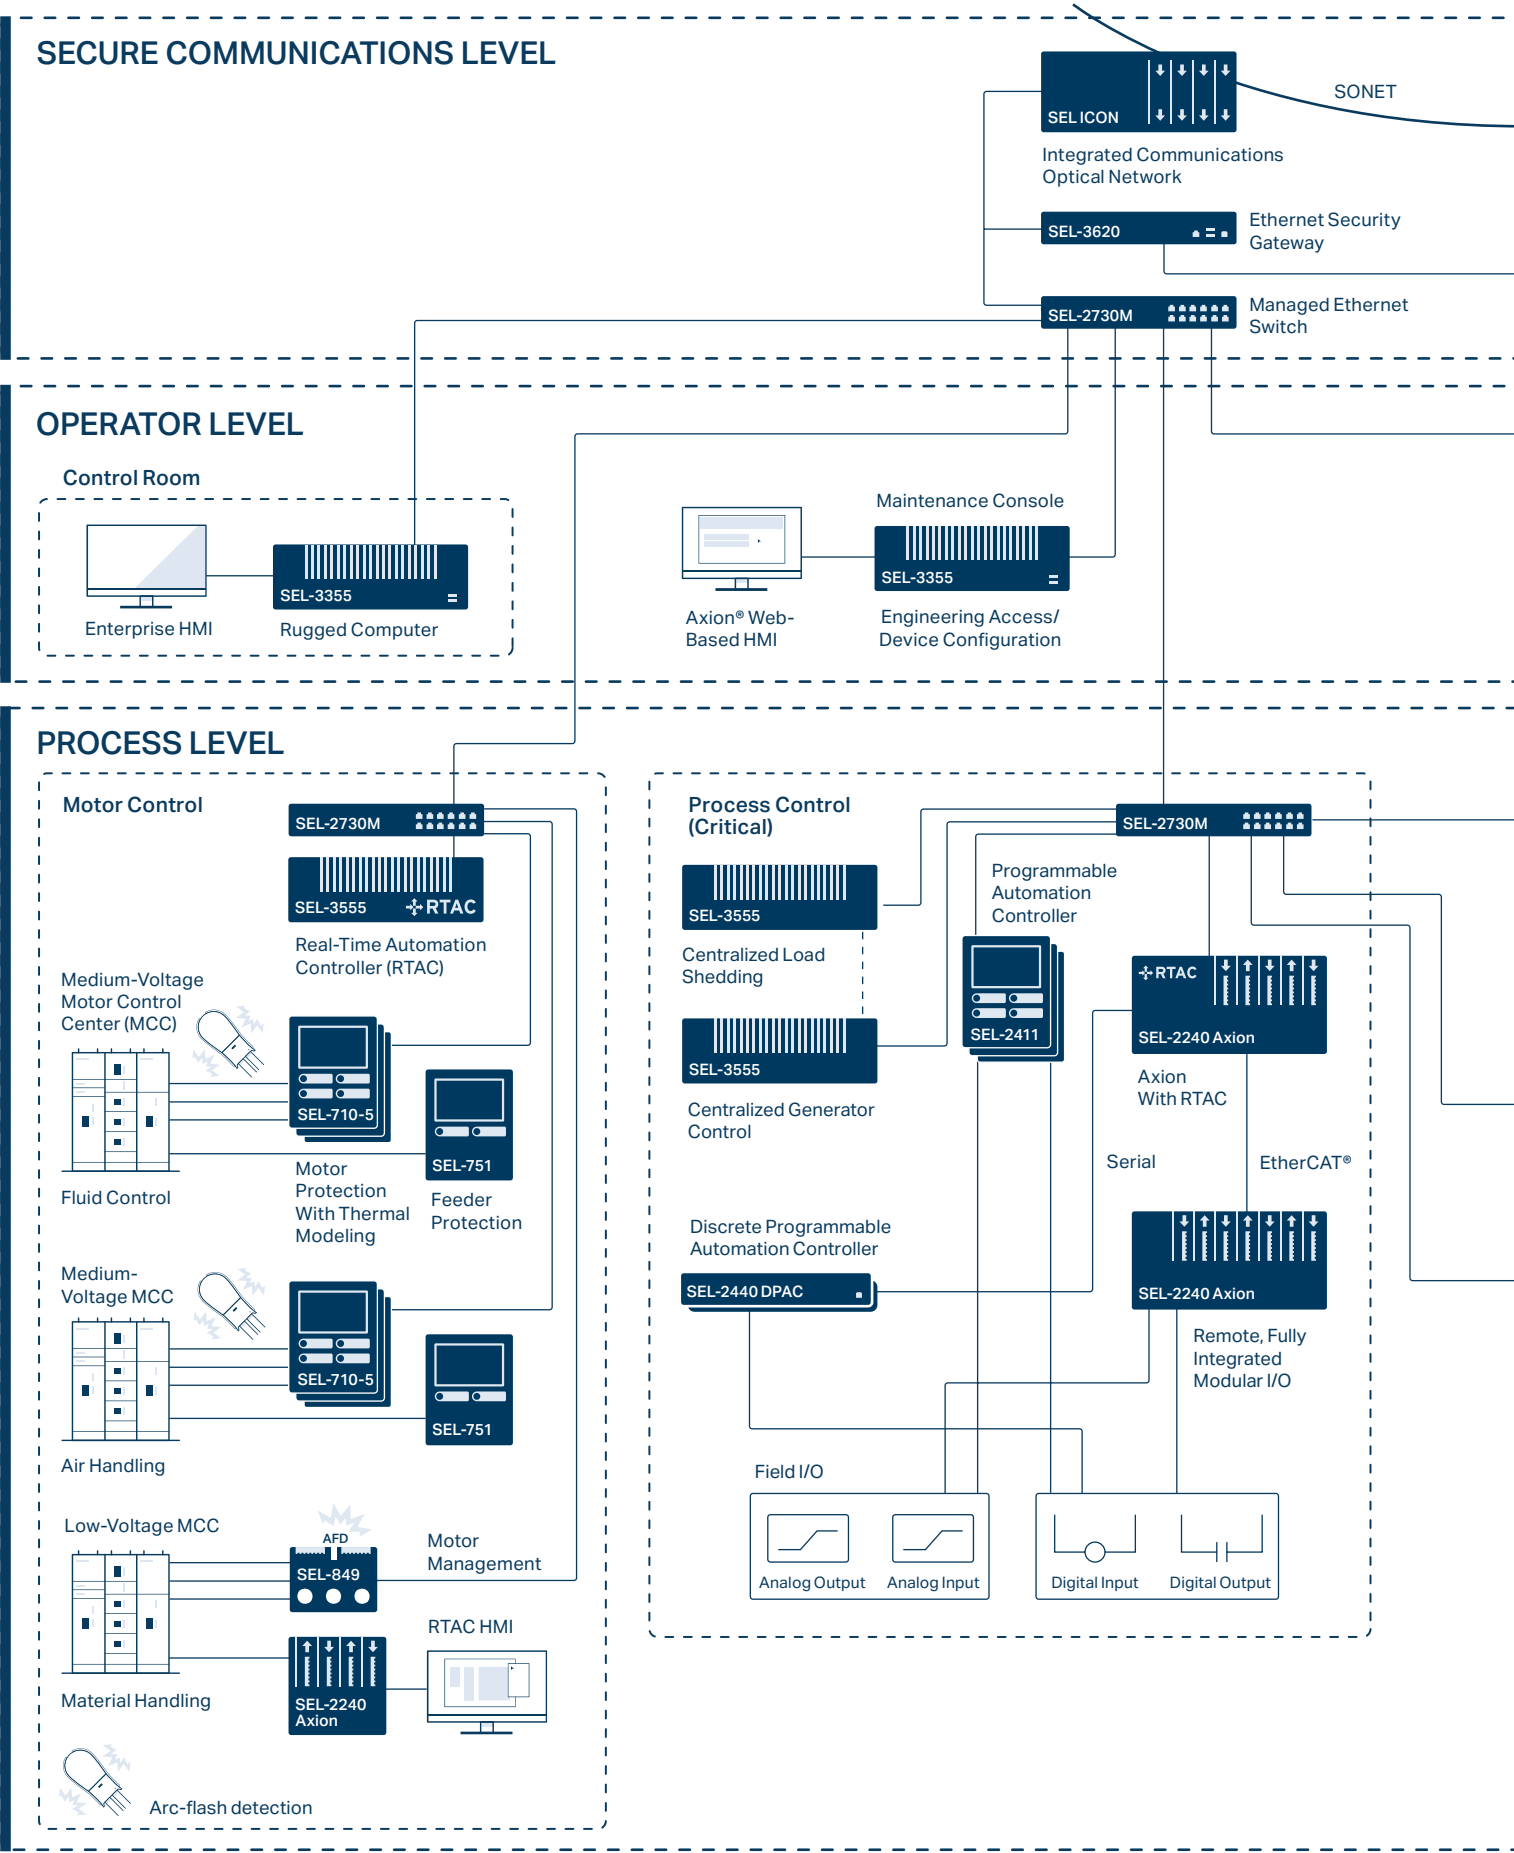 SECURE COMMUNICATIONS LEVEL
SEL ICON
SONET
Integrated Communications
Optical Network
SEL-3620
Ethernet Security
Gateway
SEL-2730M
Managed Ethernet
Switch
OPERATOR LEVEL
Control Room
Enterprise HMI
SEL-3355
Rugged Computer
Axion® Web-
Based HMI
Maintenance Console
SEL-3355
Engineering Access/
Device Configuration
PROCESS LEVEL
Motor Control
SEL-2730M
SEL-3555
RTAC
Real-Time Automation
Controller (RTAC)
Medium-Voltage
Motor Control
Center (MCC)
Fluid Control
SEL-710-5
Motor
Protection
With Thermal
Modeling
SEL-751
Feeder
Protection
Medium-
Voltage MCC
Air Handling
SEL-710-5
SEL-751
Low-Voltage MCC
Material Handling
AFD
SEL-849
Motor
Management
SEL-2240
Axion
RTAC HMI
Arc-flash detection
Process Control
(Critical)
SEL-2730M
SEL-3555
Centralized Load
Shedding
SEL-3555
Centralized Generator
Control
Programmable
Automation
Controller
SEL-2411
RTAC
SEL-2240 Axion
Axion
With RTAC
Serial
EtherCAT®
Discrete Programmable
Automation Controller
SEL-2440 DPAC
SEL-2240 Axion
Remote, Fully
Integrated
Modular I/O
Field I/O
Analog Output
Analog Input
Digital Input
Digital Output